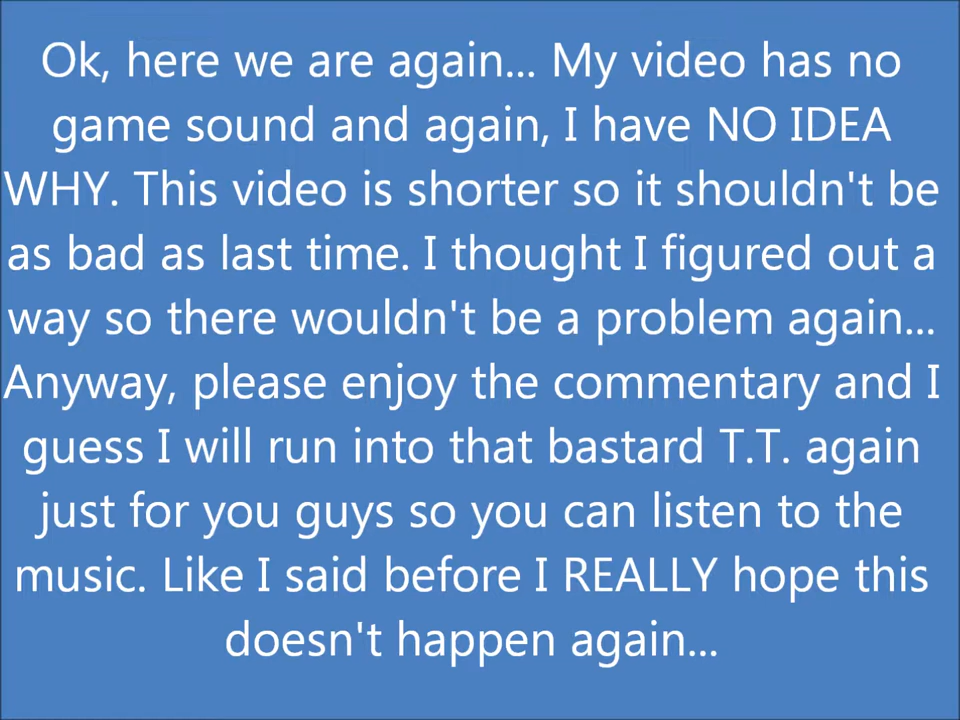 Ok, here we are again... My video has no
game sound and again, I have NO IDEA
WHY. This video is shorter so it shouldn't be
as bad as last time. I thought I figured out a
way so there wouldn't be a problem again...
Anyway, please enjoy the commentary and I
guess I will run into that bastard T.T. again
just for you guys so you can listen to the
music. Like I said before I REALLY hope this
doesn't happen again...